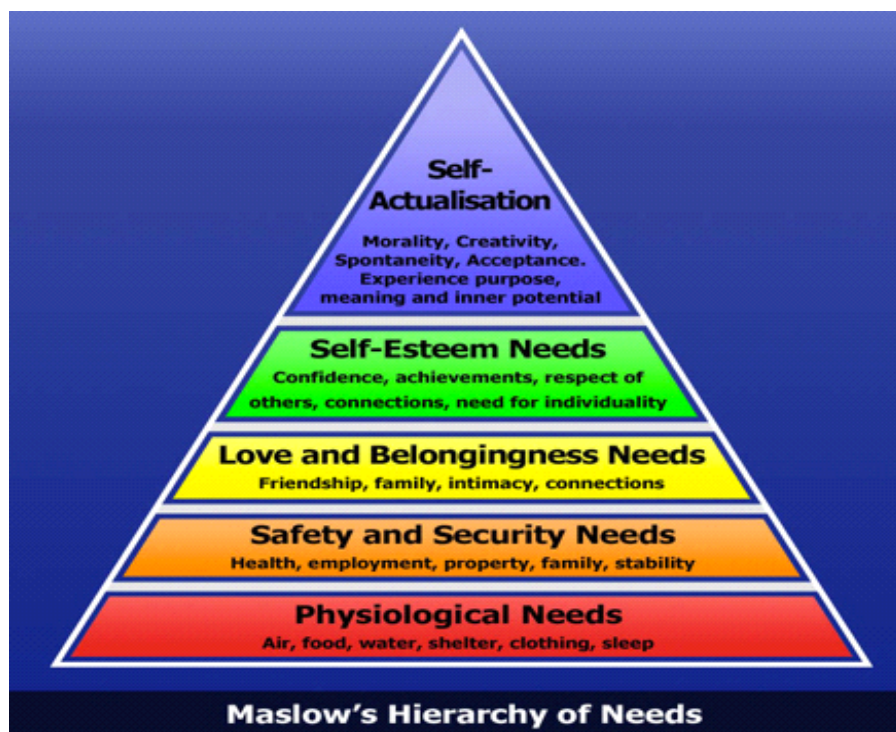 Self-
Actualisation
Morality, Creativity,
Spontaneity, Acceptance.
Experience purpose,
meaning and inner potential
Self-Esteem Needs
Confidence, achievements, respect of
others, connections, need for individuality
Love and Belongingness Needs
Friendship, family, intimacy, connections
Safety and Security Needs
Health, employment, property, family, stability
Physiological Needs
Air, food, water, shelter, clothing, sleep
Maslow's Hierarchy of Needs